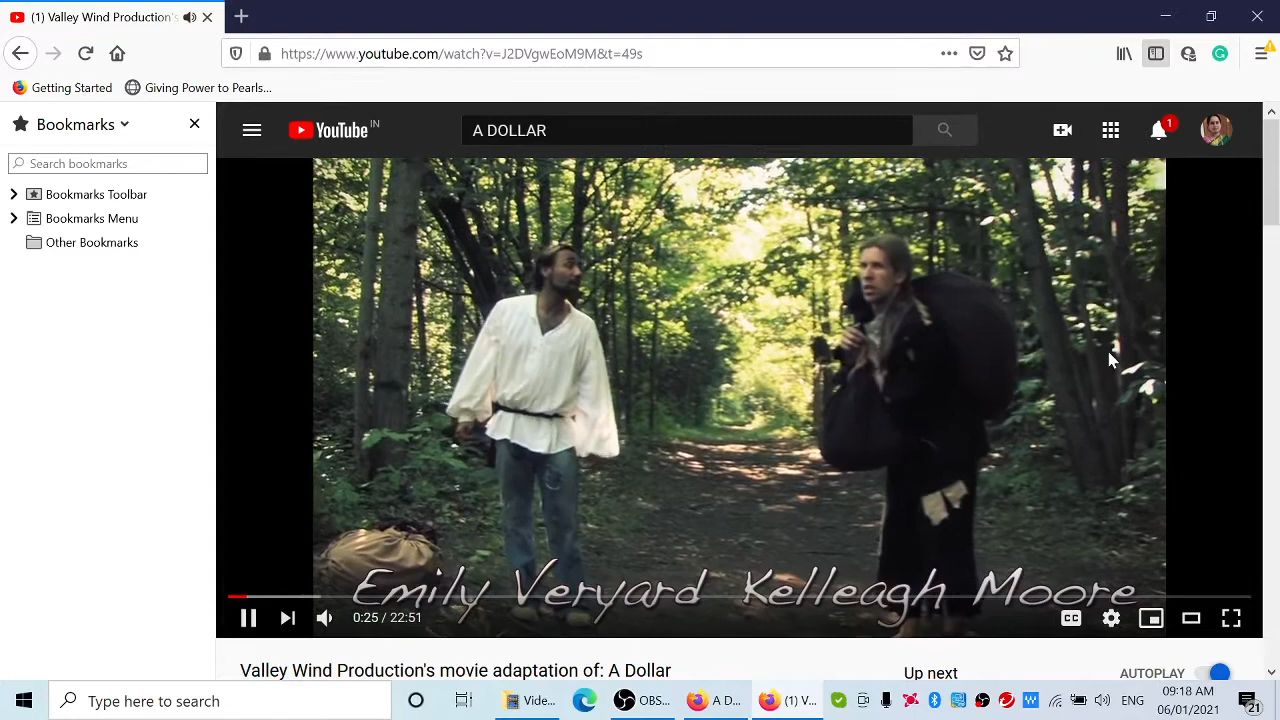 (1) Valley Wind Production's
https://www.youtube.com/watch?v=J2DVgwEoM9M&t=49s
Getting Started
Giving Power to Pearls...
Bookmarks
Search bookmarks
Bookmarks Toolbar
Bookmarks Menu
Other Bookmarks
YouTube IN
A DOLLAR
1
Emily Veryard Kelleagh Moore
0:25 / 22:51
CC
Valley Wind Production's movie adaptation of: A Dollar
Up next
AUTOPLAY
Type here to search
Vide...
OBS...
A D...
(1) V...
ENG
09:18 AM
06/01/2021
21